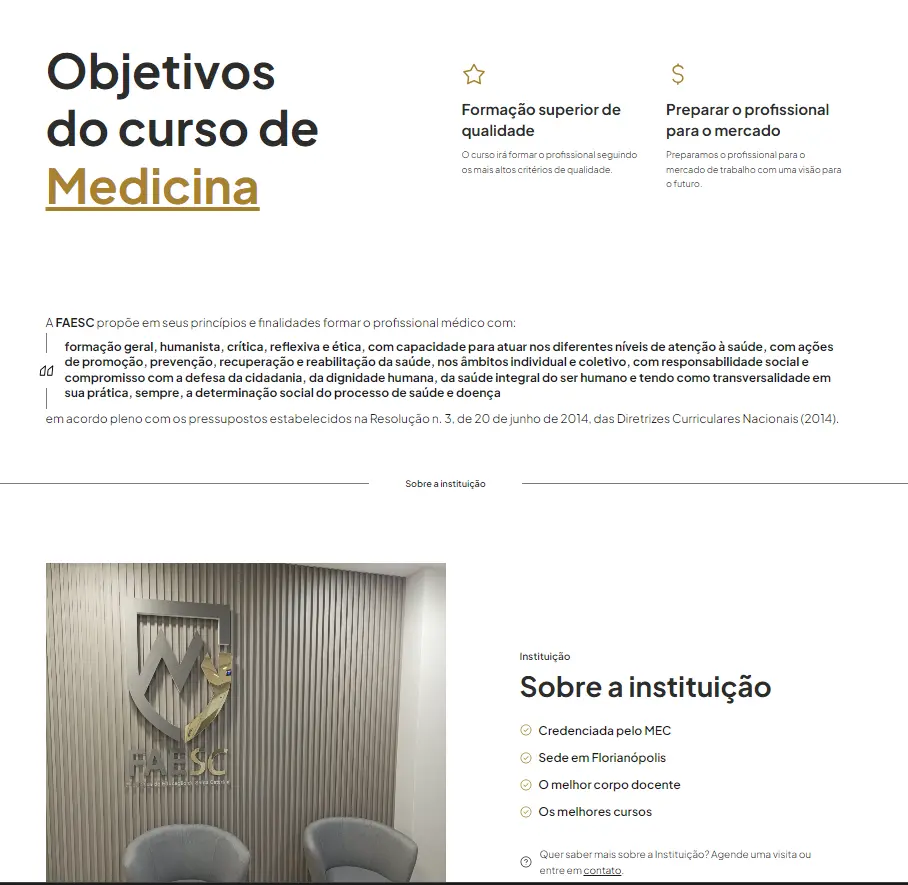 Objetivos
do curso de
Medicina
Formação superior de
qualidade
O curso irá formar o profissional seguindo
os mais altos critérios de qualidade.
Preparar o profissional
para o mercado
Preparamos o profissional para o
mercado de trabalho com uma visão para
o futuro.
A FAESC propõe em seus princípios e finalidades formar o profissional médico com:
formação geral, humanista, crítica, reflexiva e ética, com capacidade para atuar nos diferentes níveis de atenção à saúde, com ações
de promoção, prevenção, recuperação e reabilitação da saúde, nos âmbitos individual e coletivo, com responsabilidade social e
compromisso com a defesa da cidadania, da dignidade humana, da saúde integral do ser humano e tendo como transversalidade em
sua prática, sempre, a determinação social do processo de saúde e doença
em acordo pleno com os pressupostos estabelecidos na Resolução n. 3, de 20 de junho de 2014, das Diretrizes Curriculares Nacionais (2014).
Sobre a instituição
FAESC
Instituição
Sobre a instituição
Credenciada pelo MEC
Sede em Florianópolis
O melhor corpo docente
Os melhores cursos
Quer saber mais sobre a Instituição? Agende uma visita ou
entre em contato.